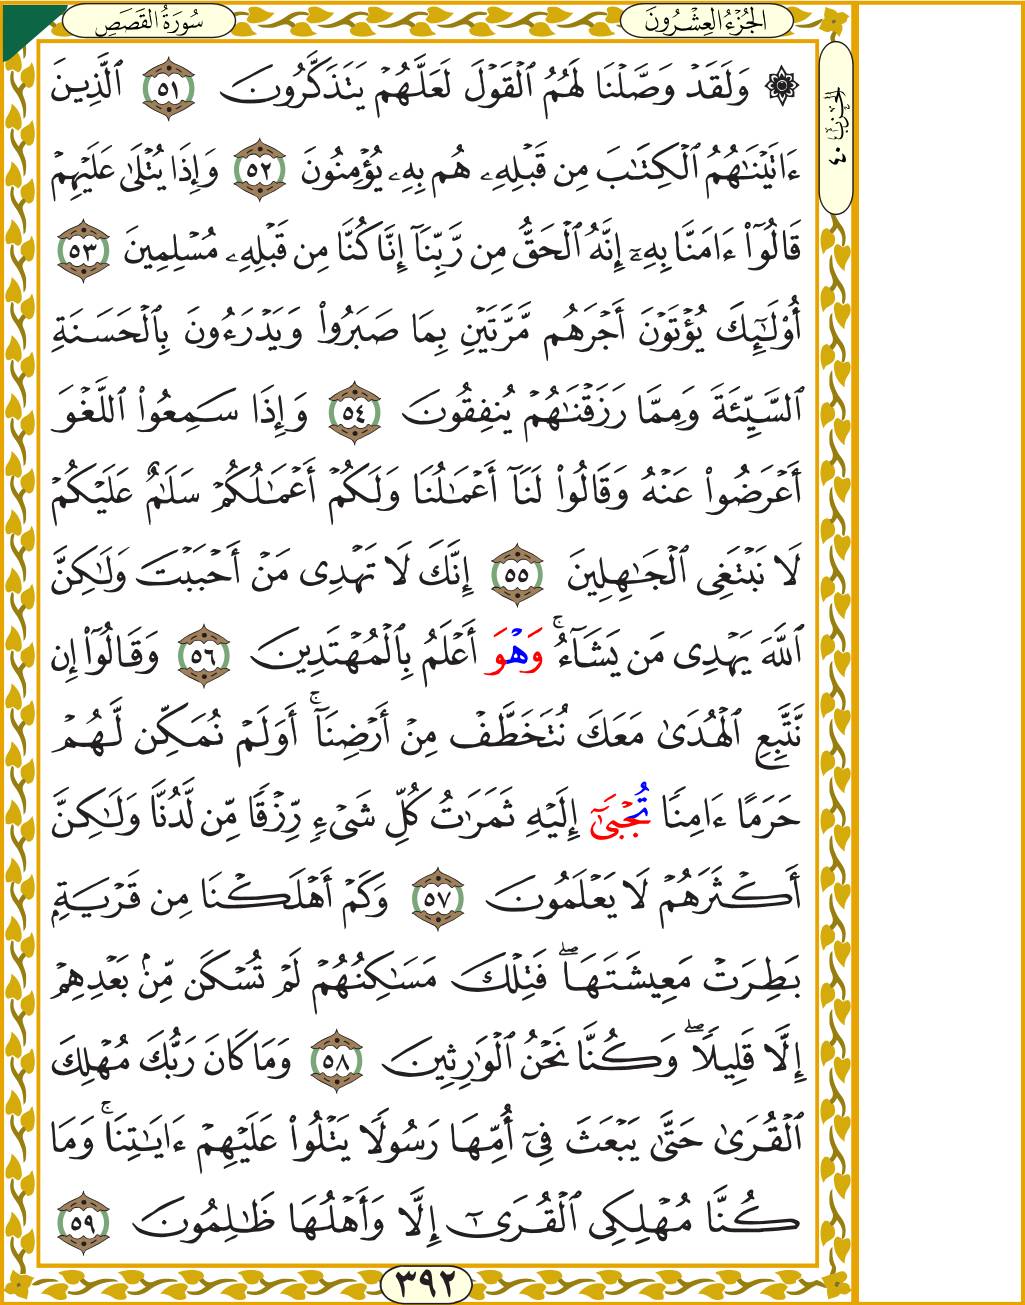 الجُزْءُ العِشْرُونَ
سُورَةُ القَصَصِ
الحزب ٤٠
۞ وَلَقَدْ وَصَّلْنَا لَهُمُ ٱلْقَوْلَ لَعَلَّهُمْ يَتَذَكَّرُونَ ٥١ ٱلَّذِينَ
ءَاتَيْنَٰهُمُ ٱلْكِتَٰبَ مِن قَبْلِهِۦ هُم بِهِۦ يُؤْمِنُونَ ٥٢ وَإِذَا يُتْلَىٰ عَلَيْهِمْ
قَالُوٓا۟ ءَامَنَّا بِهِۦٓ إِنَّهُ ٱلْحَقُّ مِن رَّبِّنَآ إِنَّا كُنَّا مِن قَبْلِهِۦ مُسْلِمِينَ ٥٣
أُو۟لَٰٓئِكَ يُؤْتَوْنَ أَجْرَهُم مَّرَّتَيْنِ بِمَا صَبَرُوا۟ وَيَدْرَءُونَ بِٱلْحَسَنَةِ
ٱلسَّيِّئَةَ وَمِمَّا رَزَقْنَٰهُمْ يُنفِقُونَ ٥٤ وَإِذَا سَمِعُوا۟ ٱللَّغْوَ
أَعْرَضُوا۟ عَنْهُ وَقَالُوا۟ لَنَآ أَعْمَٰلُنَا وَلَكُمْ أَعْمَٰلُكُمْ سَلَٰمٌ عَلَيْكُمْ
لَا نَبْتَغِى ٱلْجَٰهِلِينَ ٥٥ إِنَّكَ لَا تَهْدِى مَنْ أَحْبَبْتَ وَلَٰكِنَّ
ٱللَّهَ يَهْدِى مَن يَشَآءُۚ وَهْوَ أَعْلَمُ بِٱلْمُهْتَدِينَ ٥٦ وَقَالُوٓا۟ إِن
نَّتَّبِعِ ٱلْهُدَىٰ مَعَكَ نُتَخَطَّفْ مِنْ أَرْضِنَآۚ أَوَلَمْ نُمَكِّن لَّهُمْ
حَرَمًا ءَامِنًا تُجْبَىٰٓ إِلَيْهِ ثَمَرَٰتُ كُلِّ شَىْءٍ رِّزْقًا مِّن لَّدُنَّا وَلَٰكِنَّ
أَكْثَرَهُمْ لَا يَعْلَمُونَ ٥٧ وَكَمْ أَهْلَكْنَا مِن قَرْيَةٍۭ
بَطِرَتْ مَعِيشَتَهَاۖ فَتِلْكَ مَسَٰكِنُهُمْ لَمْ تُسْكَن مِّنۢ بَعْدِهِمْ
إِلَّا قَلِيلًاۖ وَكُنَّا نَحْنُ ٱلْوَٰرِثِينَ ٥٨ وَمَا كَانَ رَبُّكَ مُهْلِكَ
ٱلْقُرَىٰ حَتَّىٰ يَبْعَثَ فِىٓ أُمِّهَا رَسُولًا يَتْلُوا۟ عَلَيْهِمْ ءَايَٰتِنَاۚ وَمَا
كُنَّا مُهْلِكِى ٱلْقُرَىٰٓ إِلَّا وَأَهْلُهَا ظَٰلِمُونَ ٥٩
٣٩٢